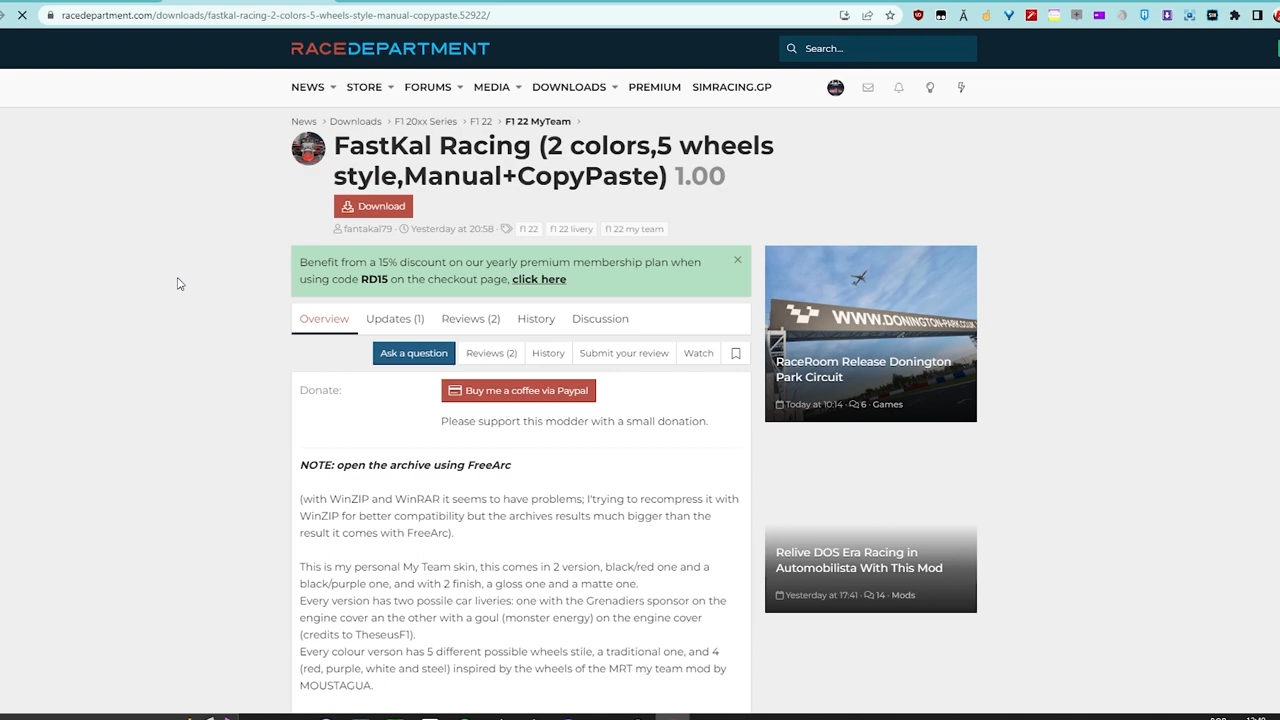 racedepartment.com/downloads/fastkal-racing-2-colors-5-wheels-style-manual-copypaste.52922/
RACEDEPARTMENT
Search...
NEWS STORE FORUMS MEDIA DOWNLOADS PREMIUM SIMRACING.GP
News > Downloads > F1 20xx Series > F1 22 > F1 22 MyTeam >
FastKal Racing (2 colors,5 wheels
style,Manual+CopyPaste) 1.00
Download
fantakal79 · Yesterday at 20:58 · f1 22 f1 22 livery f1 22 my team
Benefit from a 15% discount on our yearly premium membership plan when
using code RD15 on the checkout page, click here
Overview Updates (1) Reviews (2) History Discussion
Ask a question Reviews (2) History Submit your review Watch
Donate: Buy me a coffee via Paypal
Please support this modder with a small donation.
NOTE: open the archive using FreeArc
(with WinZIP and WinRAR it seems to have problems; I'trying to recompress it with
WinZIP for better compatibility but the archives results much bigger than the
result it comes with FreeArc).
This is my personal My Team skin, this comes in 2 version, black/red one and a
black/purple one, and with 2 finish, a gloss one and a matte one.
Every version has two possile car liveries: one with the Grenadiers sponsor on the
engine cover an the other with a goul (monster energy) on the engine cover
(credits to TheseusF1).
Every colour verson has 5 different possible wheels stile, a traditional one, and 4
(red, purple, white and steel) inspired by the wheels of the MRT my team mod by
MOUSTAGUA.
WWW.DONINGTON-PARK.CO
RaceRoom Release Donington
Park Circuit
Today at 10:14 · 6 · Games
Relive DOS Era Racing in
Automobilista With This Mod
Yesterday at 17:41 · 14 · Mods